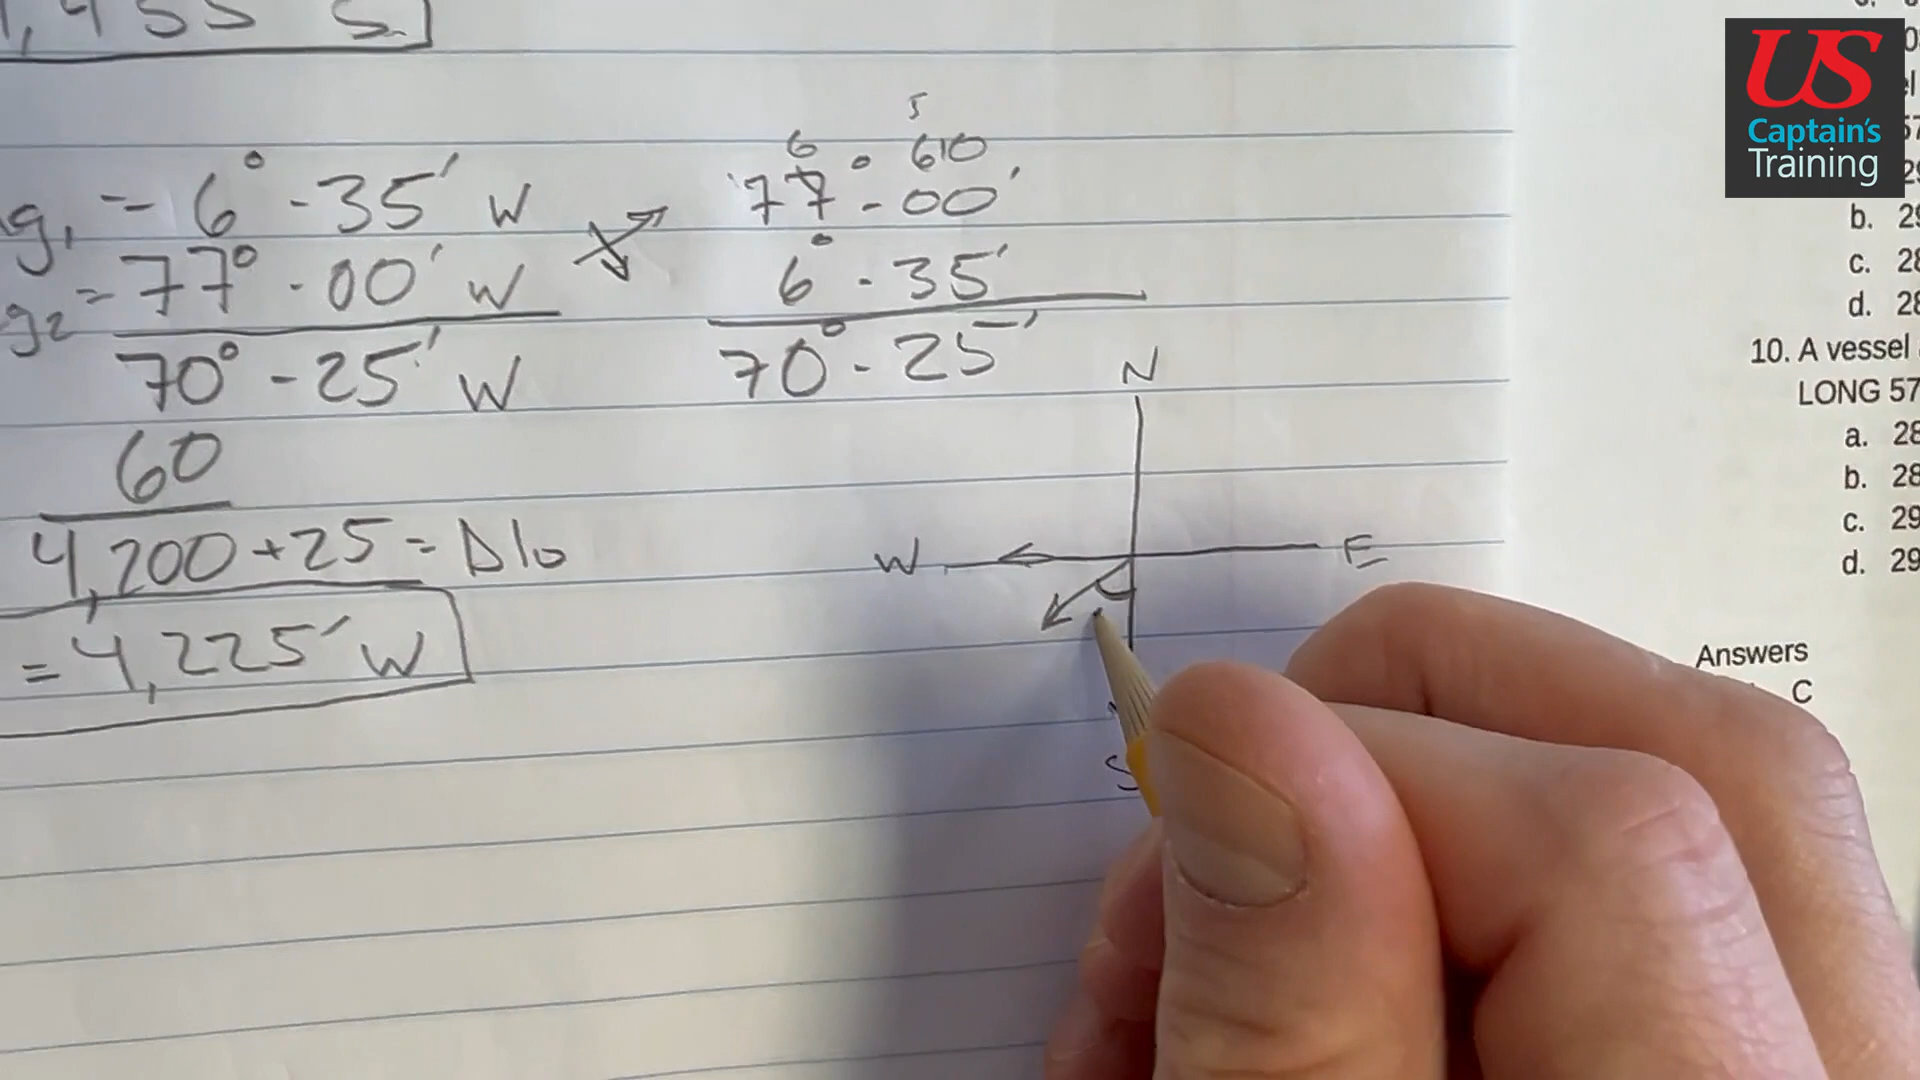 1,455 S.
g₁ = 6° - 35′ W
g₂ = 77° - 00′ W
70° - 25′ W
60
4,200 + 25 = Dlo
= 4,225′ W
5
6 ° 60
77 - 00′
6° - 35′
70° - 25′
N
W E
S
US
Captain's
Training
b. 29
c. 28
d. 28
10. A vessel
LONG 57
a. 28
b. 28
c. 29
d. 29
Answers
C